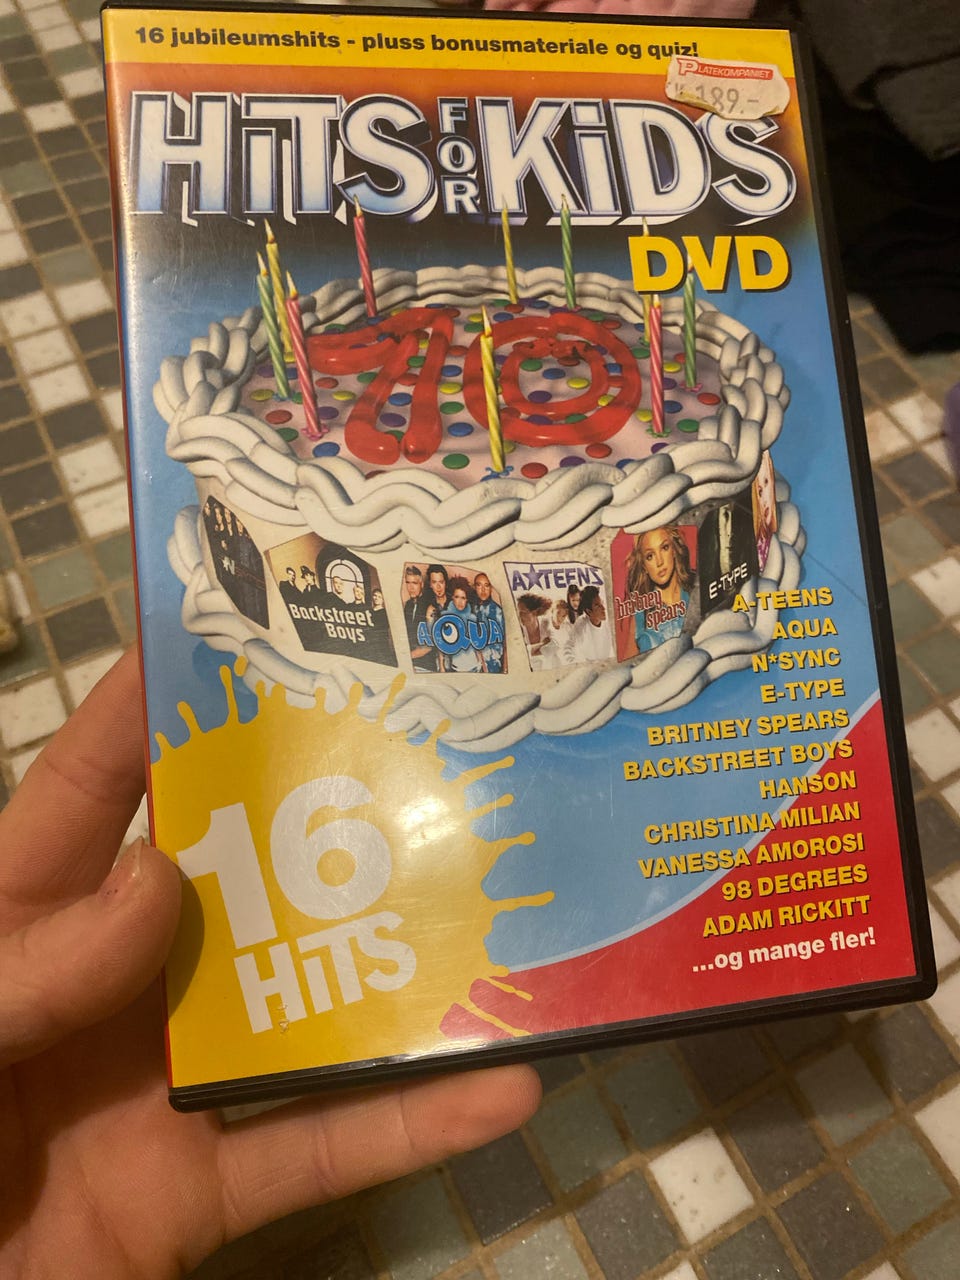 16 jubileumshits - pluss bonusmateriale og quiz!
PLATEKOMPANIET
189.-
HiTS FOR KiDS
DVD
10
Backstreet
Boys
AQUA
A★TEENS
britney
spears
E-TYPE
A-TEENS
AQUA
N*SYNC
E-TYPE
BRITNEY SPEARS
BACKSTREET BOYS
HANSON
CHRISTINA MILIAN
VANESSA AMOROSI
98 DEGREES
ADAM RICKITT
...og mange fler!
16
HiTS